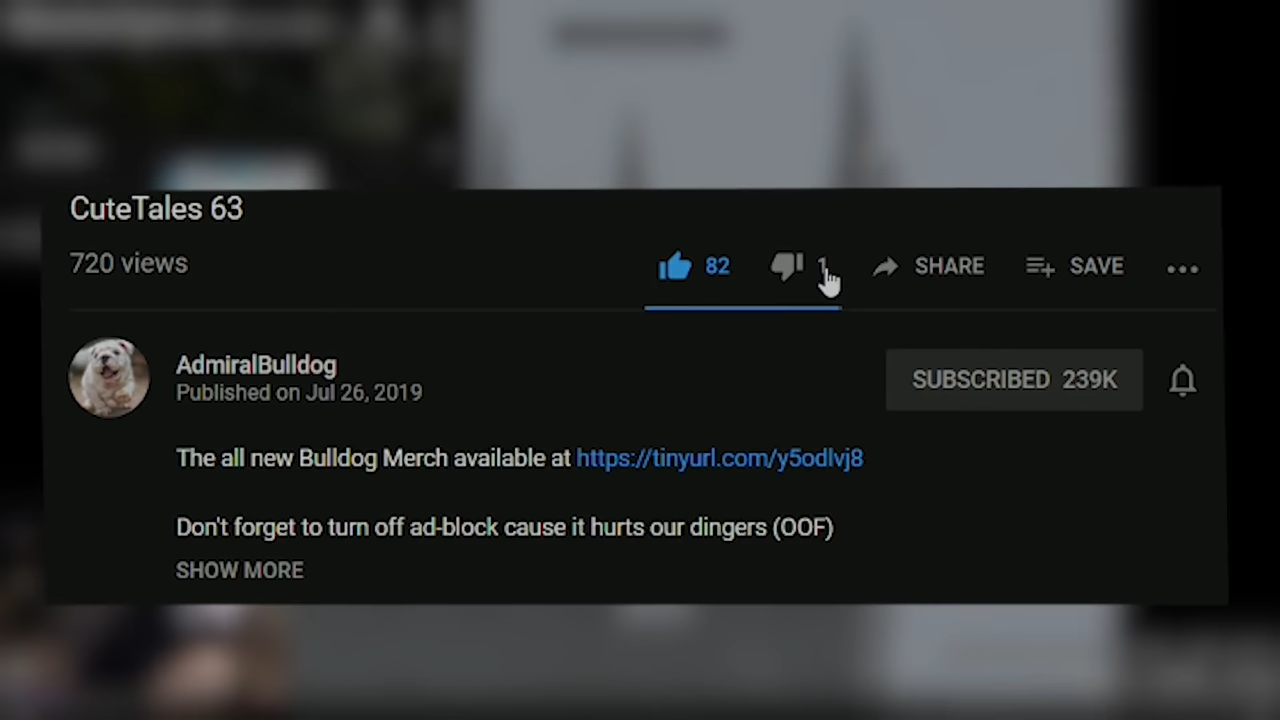 CuteTales 63
720 views
82 1 SHARE SAVE
AdmiralBulldog
Published on Jul 26, 2019
SUBSCRIBED 239K
The all new Bulldog Merch available at https://tinyurl.com/y5odlvj8
Don't forget to turn off ad-block cause it hurts our dingers (OOF)
SHOW MORE